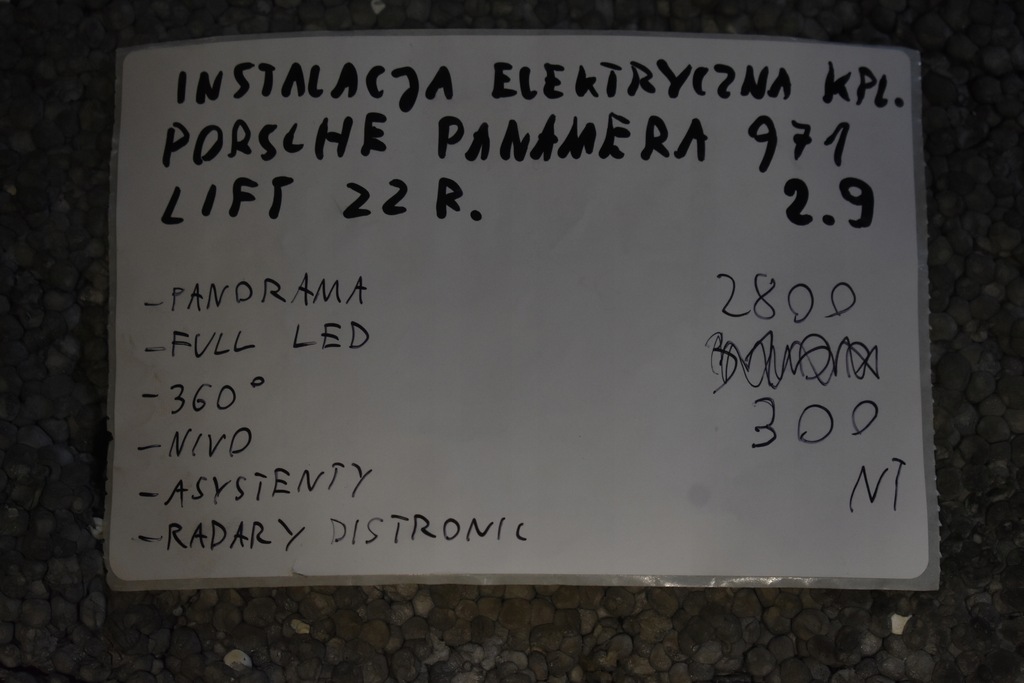 INSTALACJA ELEKTRYCZNA KPL.
PORSCHE PANAMERA 971
LIFT 22 R. 2.9
-PANORAMA 2800
-FULL LED
-360° 300
-NIVO
-ASYSTENTY NT
-RADARY DISTRONIC